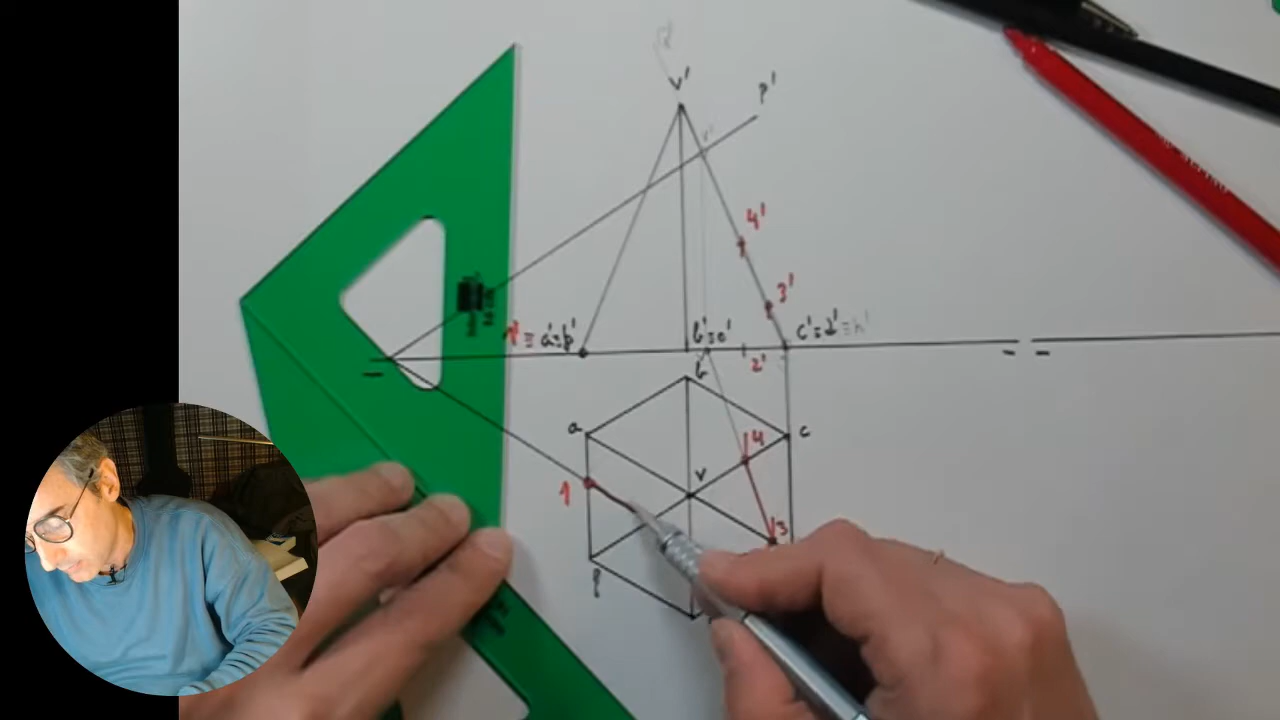 V'
P'
4'
3'
1' ≡ a' ≡ p'
b' ≡ o'
c' ≡ d' ≡ h'
2'
b
a
4
c
1
v
3